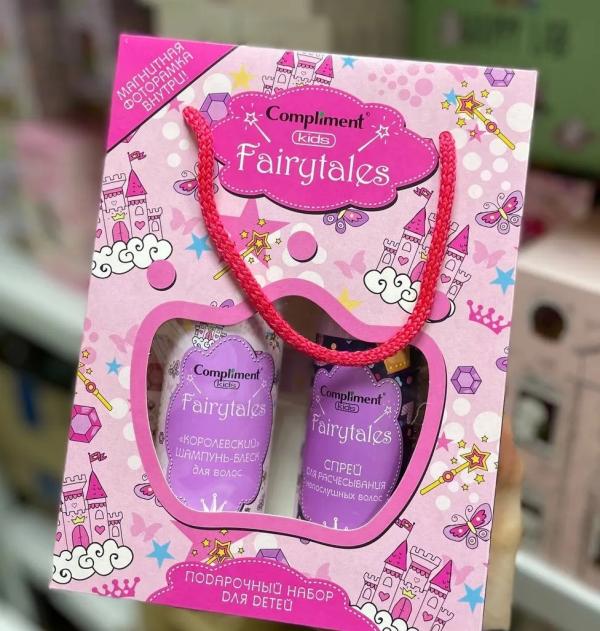 МАГНИТНАЯ
ФОТОРАМКА
ВНУТРИ!
Compliment®
kids
Fairytales
Compliment®
kids
Fairytales
«КОРОЛЕВСКИЙ»
ШАМПУНЬ-БЛЕСК
для волос
Compliment®
kids
Fairytales
СПРЕЙ
ДЛЯ РАСЧЕСЫВАНИЯ
непослушных волос
ПОДАРОЧНЫЙ НАБОР
ДЛЯ ДЕТЕЙ